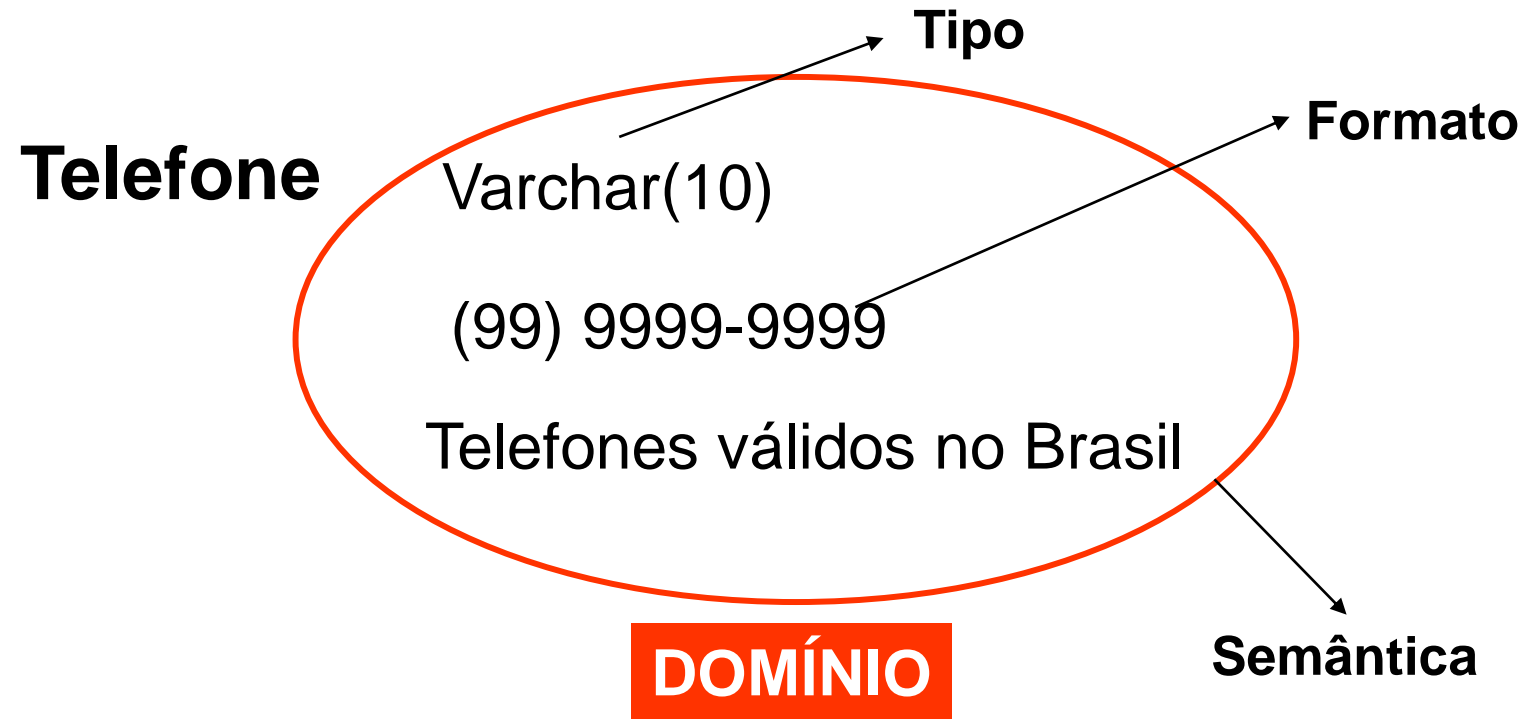 Tipo
Formato
Telefone
Varchar(10)
(99) 9999-9999
Telefones válidos no Brasil
Semântica
DOMÍNIO